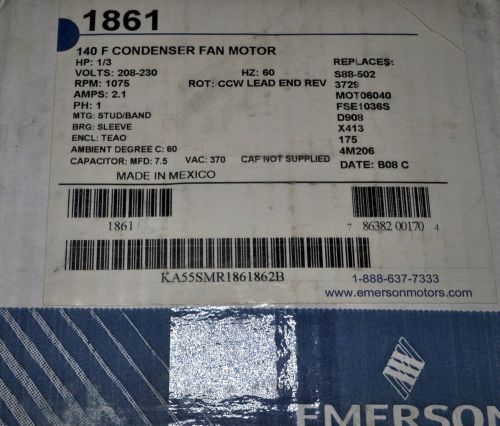 1861
140 F CONDENSER FAN MOTOR
HP: 1/3
VOLTS: 208-230 HZ: 60
RPM: 1075 ROT: CCW LEAD END REV
AMPS: 2.1
PH: 1
MTG: STUD/BAND
BRG: SLEEVE
ENCL: TEAO
AMBIENT DEGREE C: 60
CAPACITOR: MFD: 7.5 VAC: 370 CAP NOT SUPPLIED
MADE IN MEXICO
REPLACES:
S88-502
3729
MOT06040
FSE1036S
D908
X413
175
4M206
DATE: B08 C
1861
7 86382 00170 4
KA55SMR1861862B
1-888-637-7333
www.emersonmotors.com
EMERSON